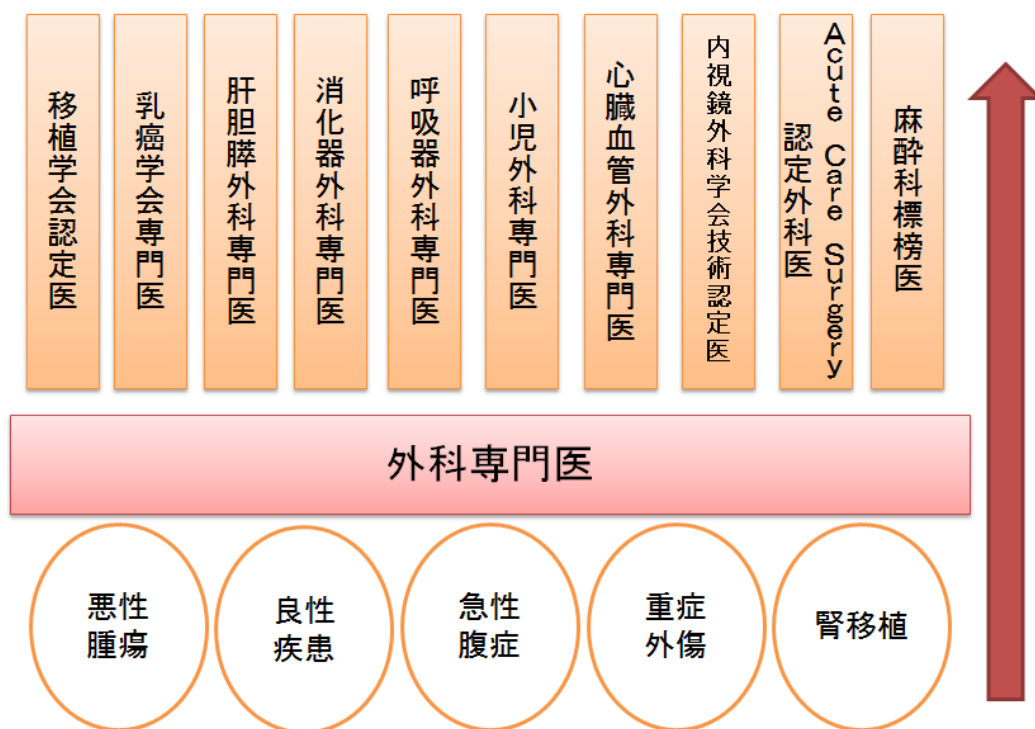 移植学会認定医
乳癌学会専門医
肝胆膵外科専門医
消化器外科専門医
呼吸器外科専門医
小児外科専門医
心臓血管外科専門医
内視鏡外科学会技術認定医
Acute Care Surgery
認定外科医
麻酔科標榜医
外科専門医
悪性
腫瘍
良性
疾患
急性
腹症
重症
外傷
腎移植